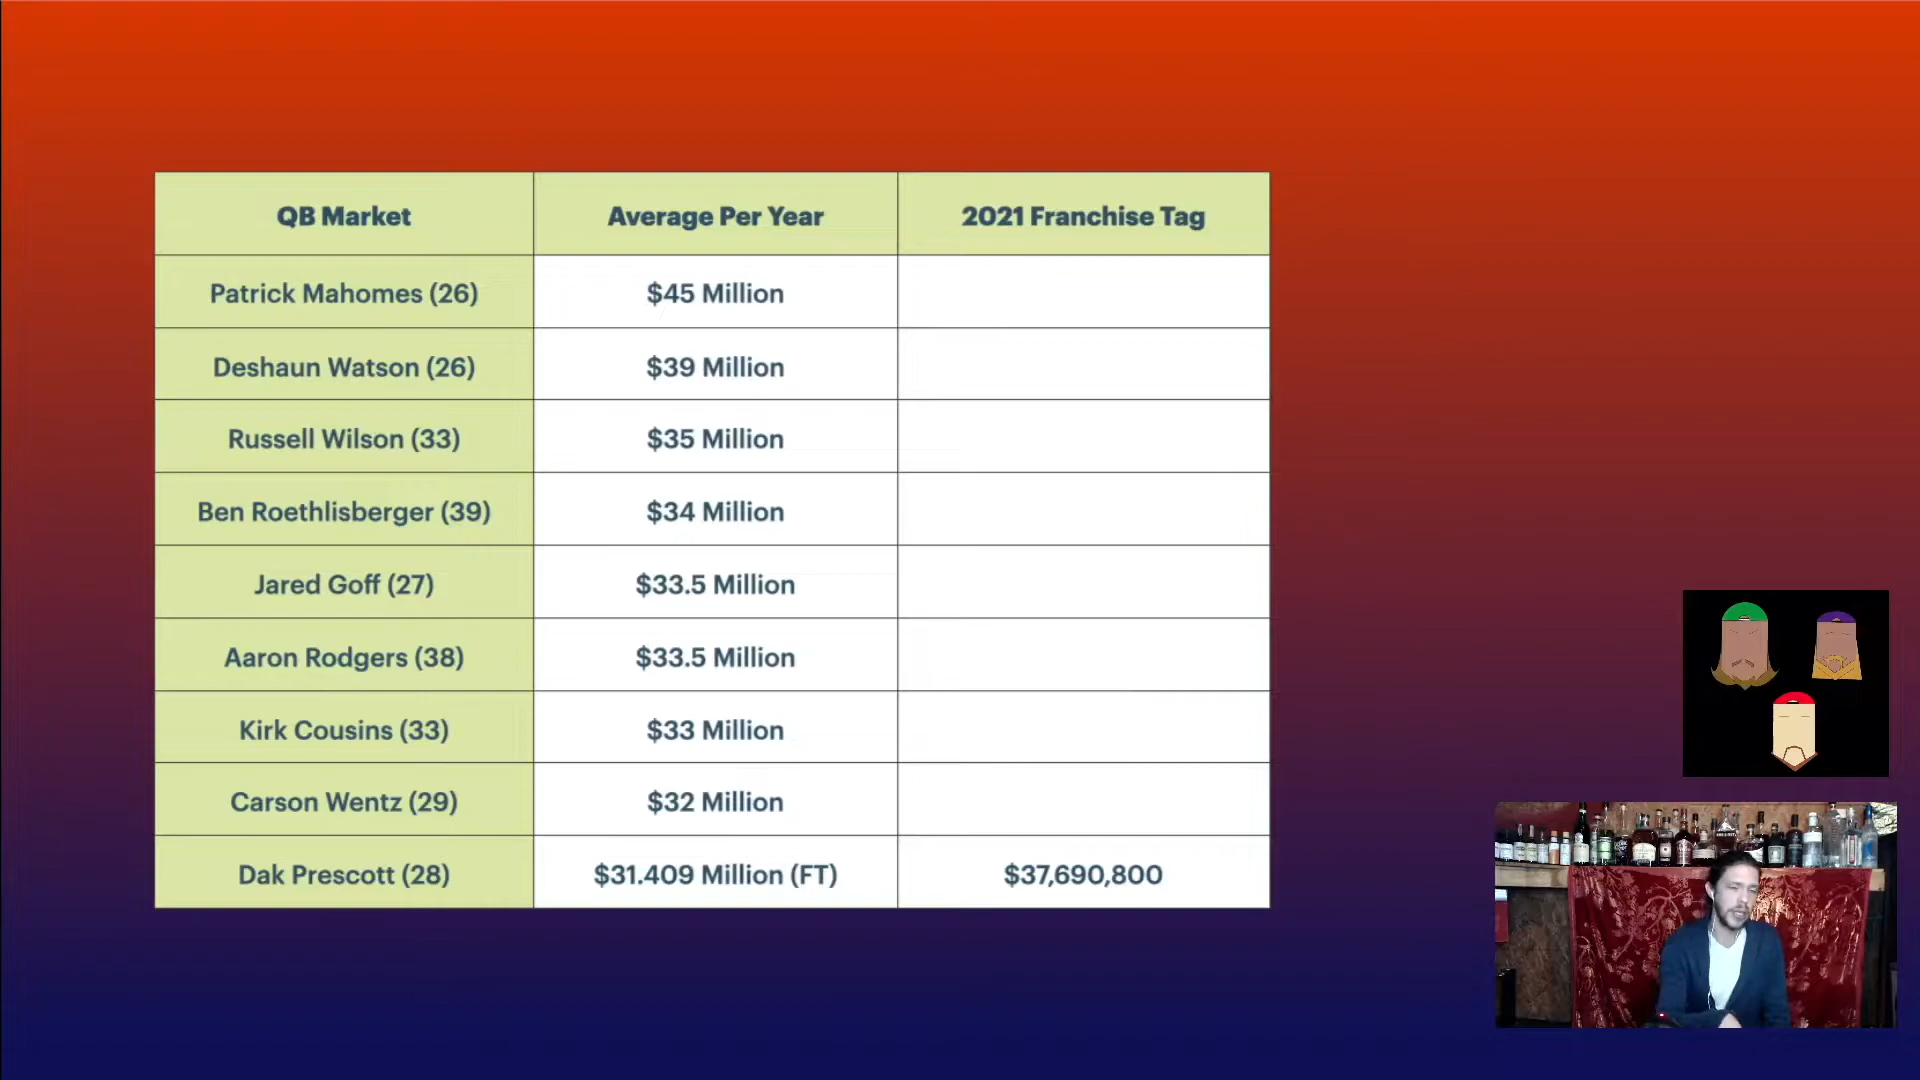 QB Market Average Per Year 2021 Franchise Tag
Patrick Mahomes (26) $45 Million
Deshaun Watson (26) $39 Million
Russell Wilson (33) $35 Million
Ben Roethlisberger (39) $34 Million
Jared Goff (27) $33.5 Million
Aaron Rodgers (38) $33.5 Million
Kirk Cousins (33) $33 Million
Carson Wentz (29) $32 Million
Dak Prescott (28) $31.409 Million (FT) $37,690,800